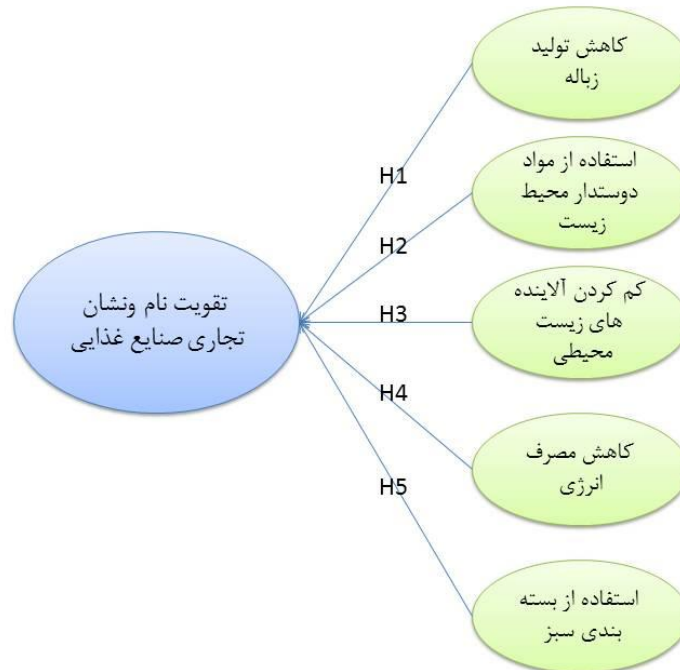 کاهش تولید
زباله
H1
استفاده از مواد
دوستدار محیط
زیست
H2
تقویت نام ونشان
تجاری صنایع غذایی
H3
کم کردن آلاینده
های زیست
محیطی
H4
کاهش مصرف
انرژی
H5
استفاده از بسته
بندی سبز